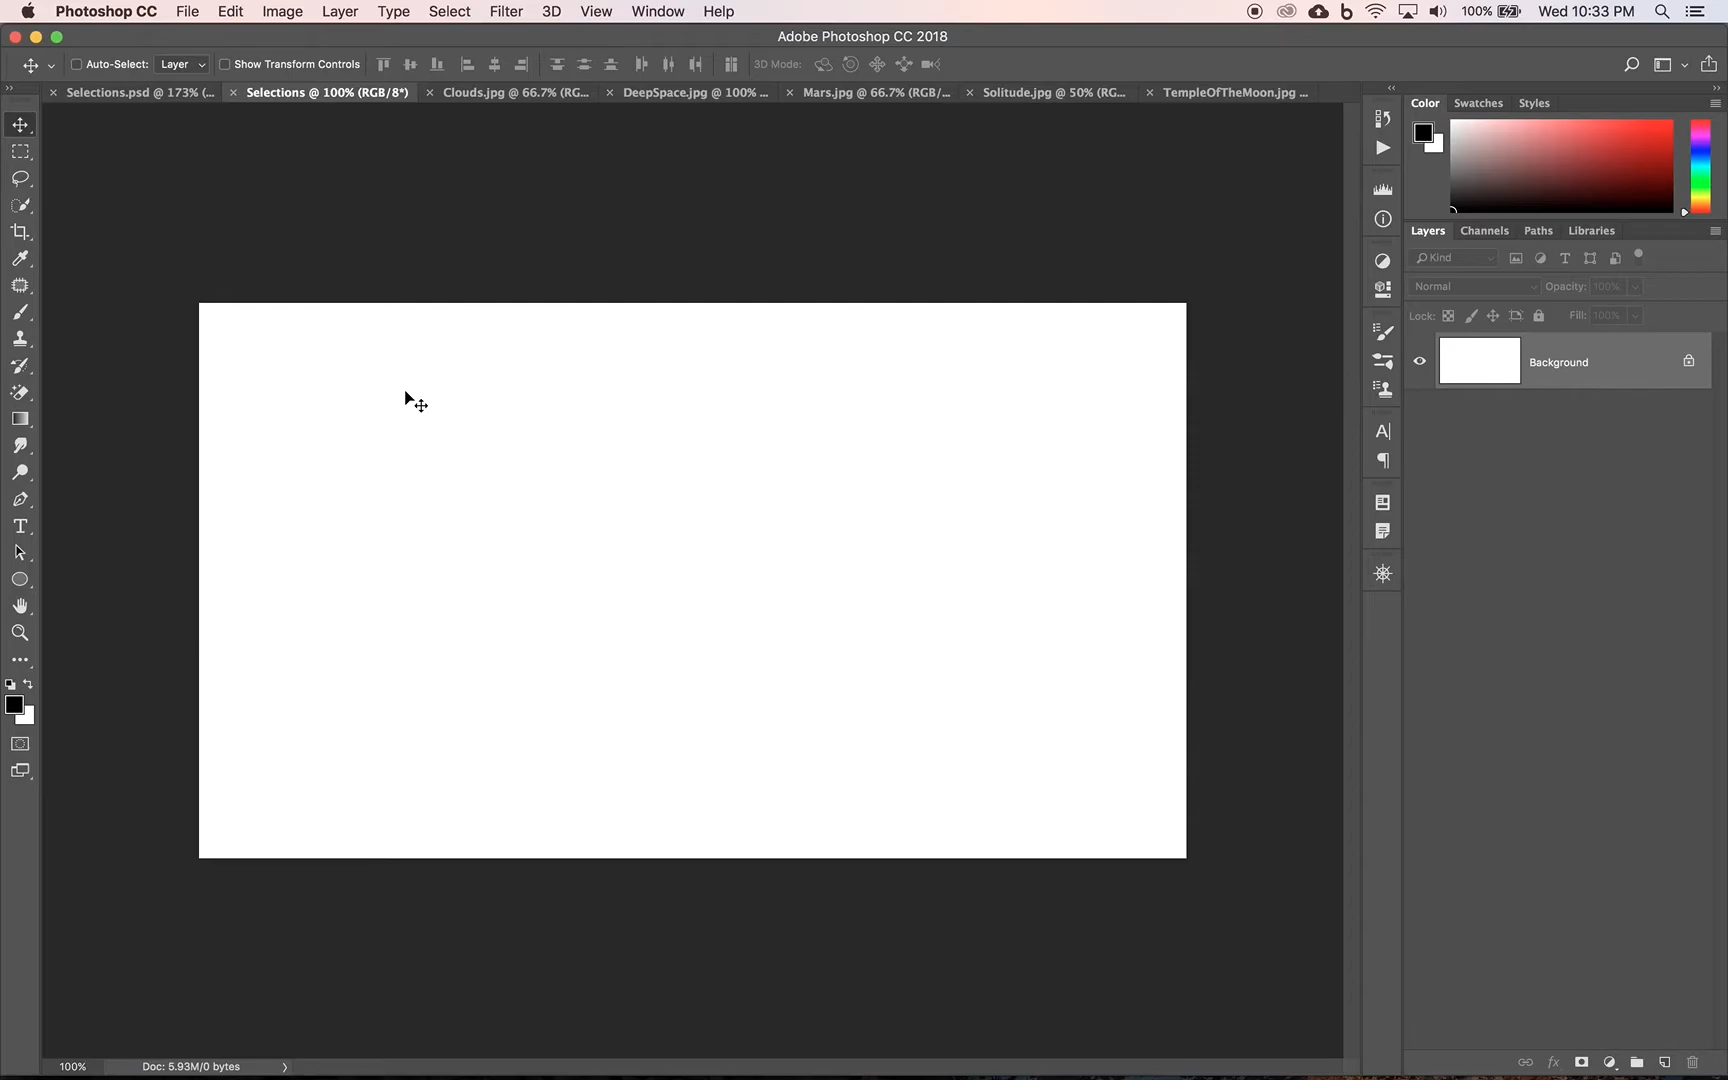 Photoshop CC File Edit Image Layer Type Select Filter 3D View Window Help 100% Wed 10:33 PM
Adobe Photoshop CC 2018
Auto-Select: Layer Show Transform Controls 3D Mode:
Selections.psd @ 173% (... Selections @ 100% (RGB/8*) Clouds.jpg @ 66.7% (RG... DeepSpace.jpg @ 100% ... Mars.jpg @ 66.7% (RGB/... Solitude.jpg @ 50% (RG... TempleOfTheMoon.jpg ...
Color Swatches Styles
Layers Channels Paths Libraries
Kind
Normal Opacity: 100%
Lock: Fill: 100%
Background
100% Doc: 5.93M/0 bytes